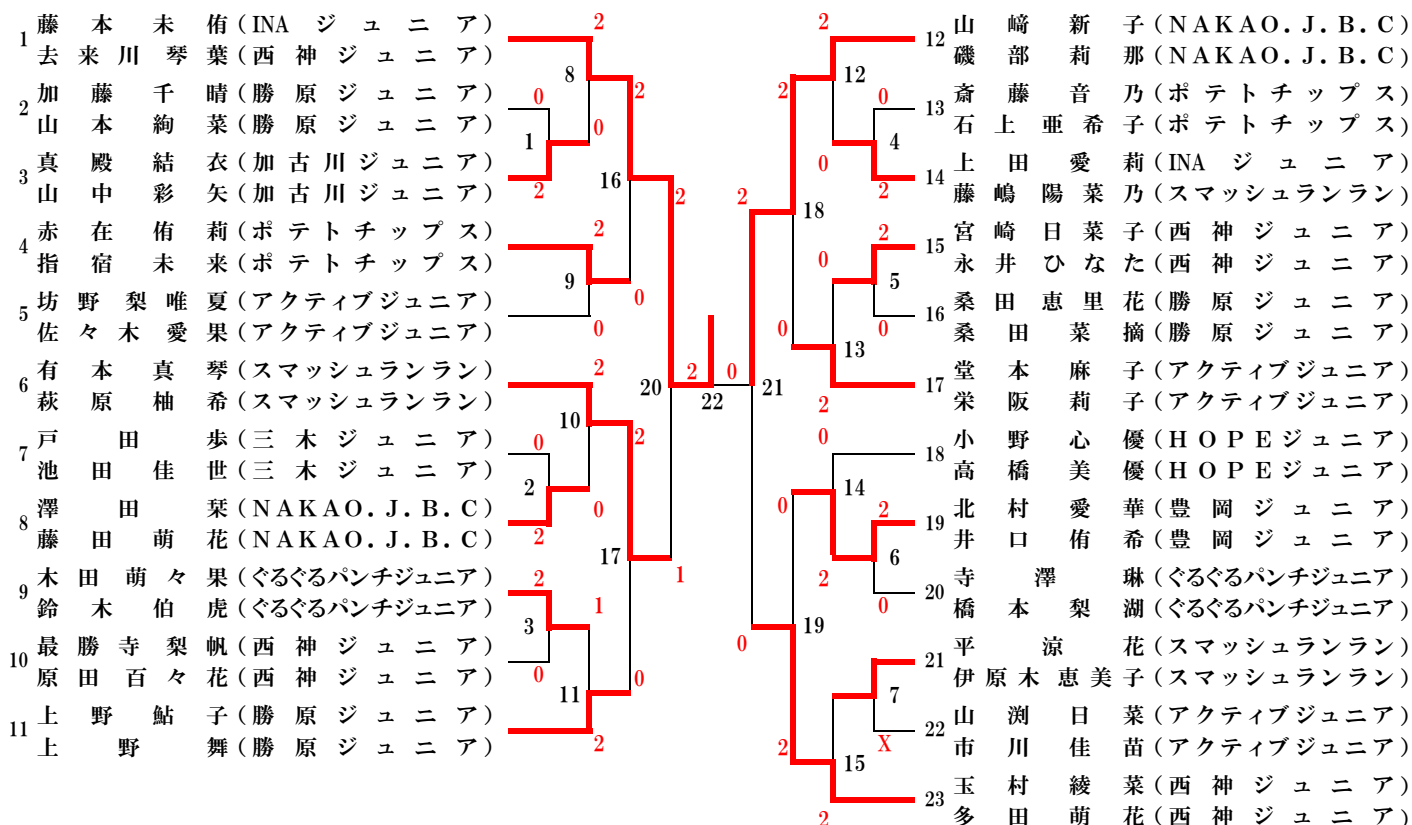 1 藤本未侑(INAジュニア)
去来川琴葉(西神ジュニア)
2 加藤千晴(勝原ジュニア)
山本絢菜(勝原ジュニア)
3 真殿結衣(加古川ジュニア)
山中彩矢(加古川ジュニア)
4 赤在侑莉(ポテトチップス)
指宿未来(ポテトチップス)
5 坊野梨唯夏(アクティブジュニア)
佐々木愛果(アクティブジュニア)
6 有本真琴(スマッシュランラン)
萩原柚希(スマッシュランラン)
7 戸田歩(三木ジュニア)
池田佳世(三木ジュニア)
8 澤田栞(NAKAO.J.B.C)
藤田萌花(NAKAO.J.B.C)
9 木田萌々果(ぐるぐるパンチジュニア)
鈴木伯虎(ぐるぐるパンチジュニア)
10 最勝寺梨帆(西神ジュニア)
原田百々花(西神ジュニア)
11 上野鮎子(勝原ジュニア)
上野舞(勝原ジュニア)
2
8
2
0
0
1
2
16
2
2
9
0
0
2
20
2
10
2
0
2
0
2
17
1
2
3
1
0
11
0
2
2
0
22
21
2
12
2
0
4
0
2
2
18
2
0
5
0
0
13
2
0
14
0
2
6
2
0
19
0
7
2
X
15
2
12 山﨑新子(NAKAO.J.B.C)
磯部莉那(NAKAO.J.B.C)
13 斎藤音乃(ポテトチップス)
石上亜希子(ポテトチップス)
14 上田愛莉(INAジュニア)
藤嶋陽菜乃(スマッシュランラン)
15 宮崎日菜子(西神ジュニア)
永井ひなた(西神ジュニア)
16 桑田恵里花(勝原ジュニア)
桑田菜摘(勝原ジュニア)
17 堂本麻子(アクティブジュニア)
栄阪莉子(アクティブジュニア)
18 小野心優(HOPEジュニア)
高橋美優(HOPEジュニア)
19 北村愛華(豊岡ジュニア)
井口侑希(豊岡ジュニア)
20 寺澤琳(ぐるぐるパンチジュニア)
橋本梨湖(ぐるぐるパンチジュニア)
21 平涼花(スマッシュランラン)
伊原木恵美子(スマッシュランラン)
22 山渕日菜(アクティブジュニア)
市川佳苗(アクティブジュニア)
23 玉村綾菜(西神ジュニア)
多田萌花(西神ジュニア)